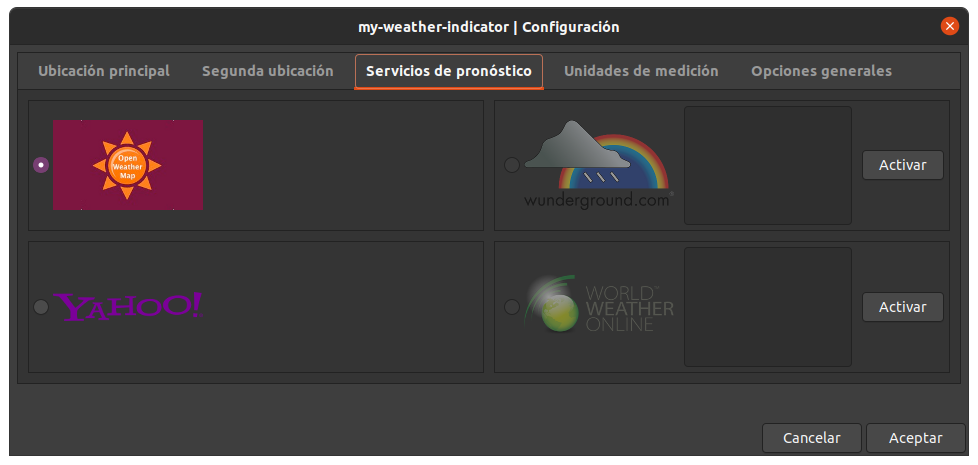 my-weather-indicator | Configuración
Ubicación principal Segunda ubicación Servicios de pronóstico Unidades de medición Opciones generales
Open
Weather
Map
wunderground.com®
Activar
YAHOO!
WORLD™
WEATHER
ONLINE
Activar
Cancelar Aceptar